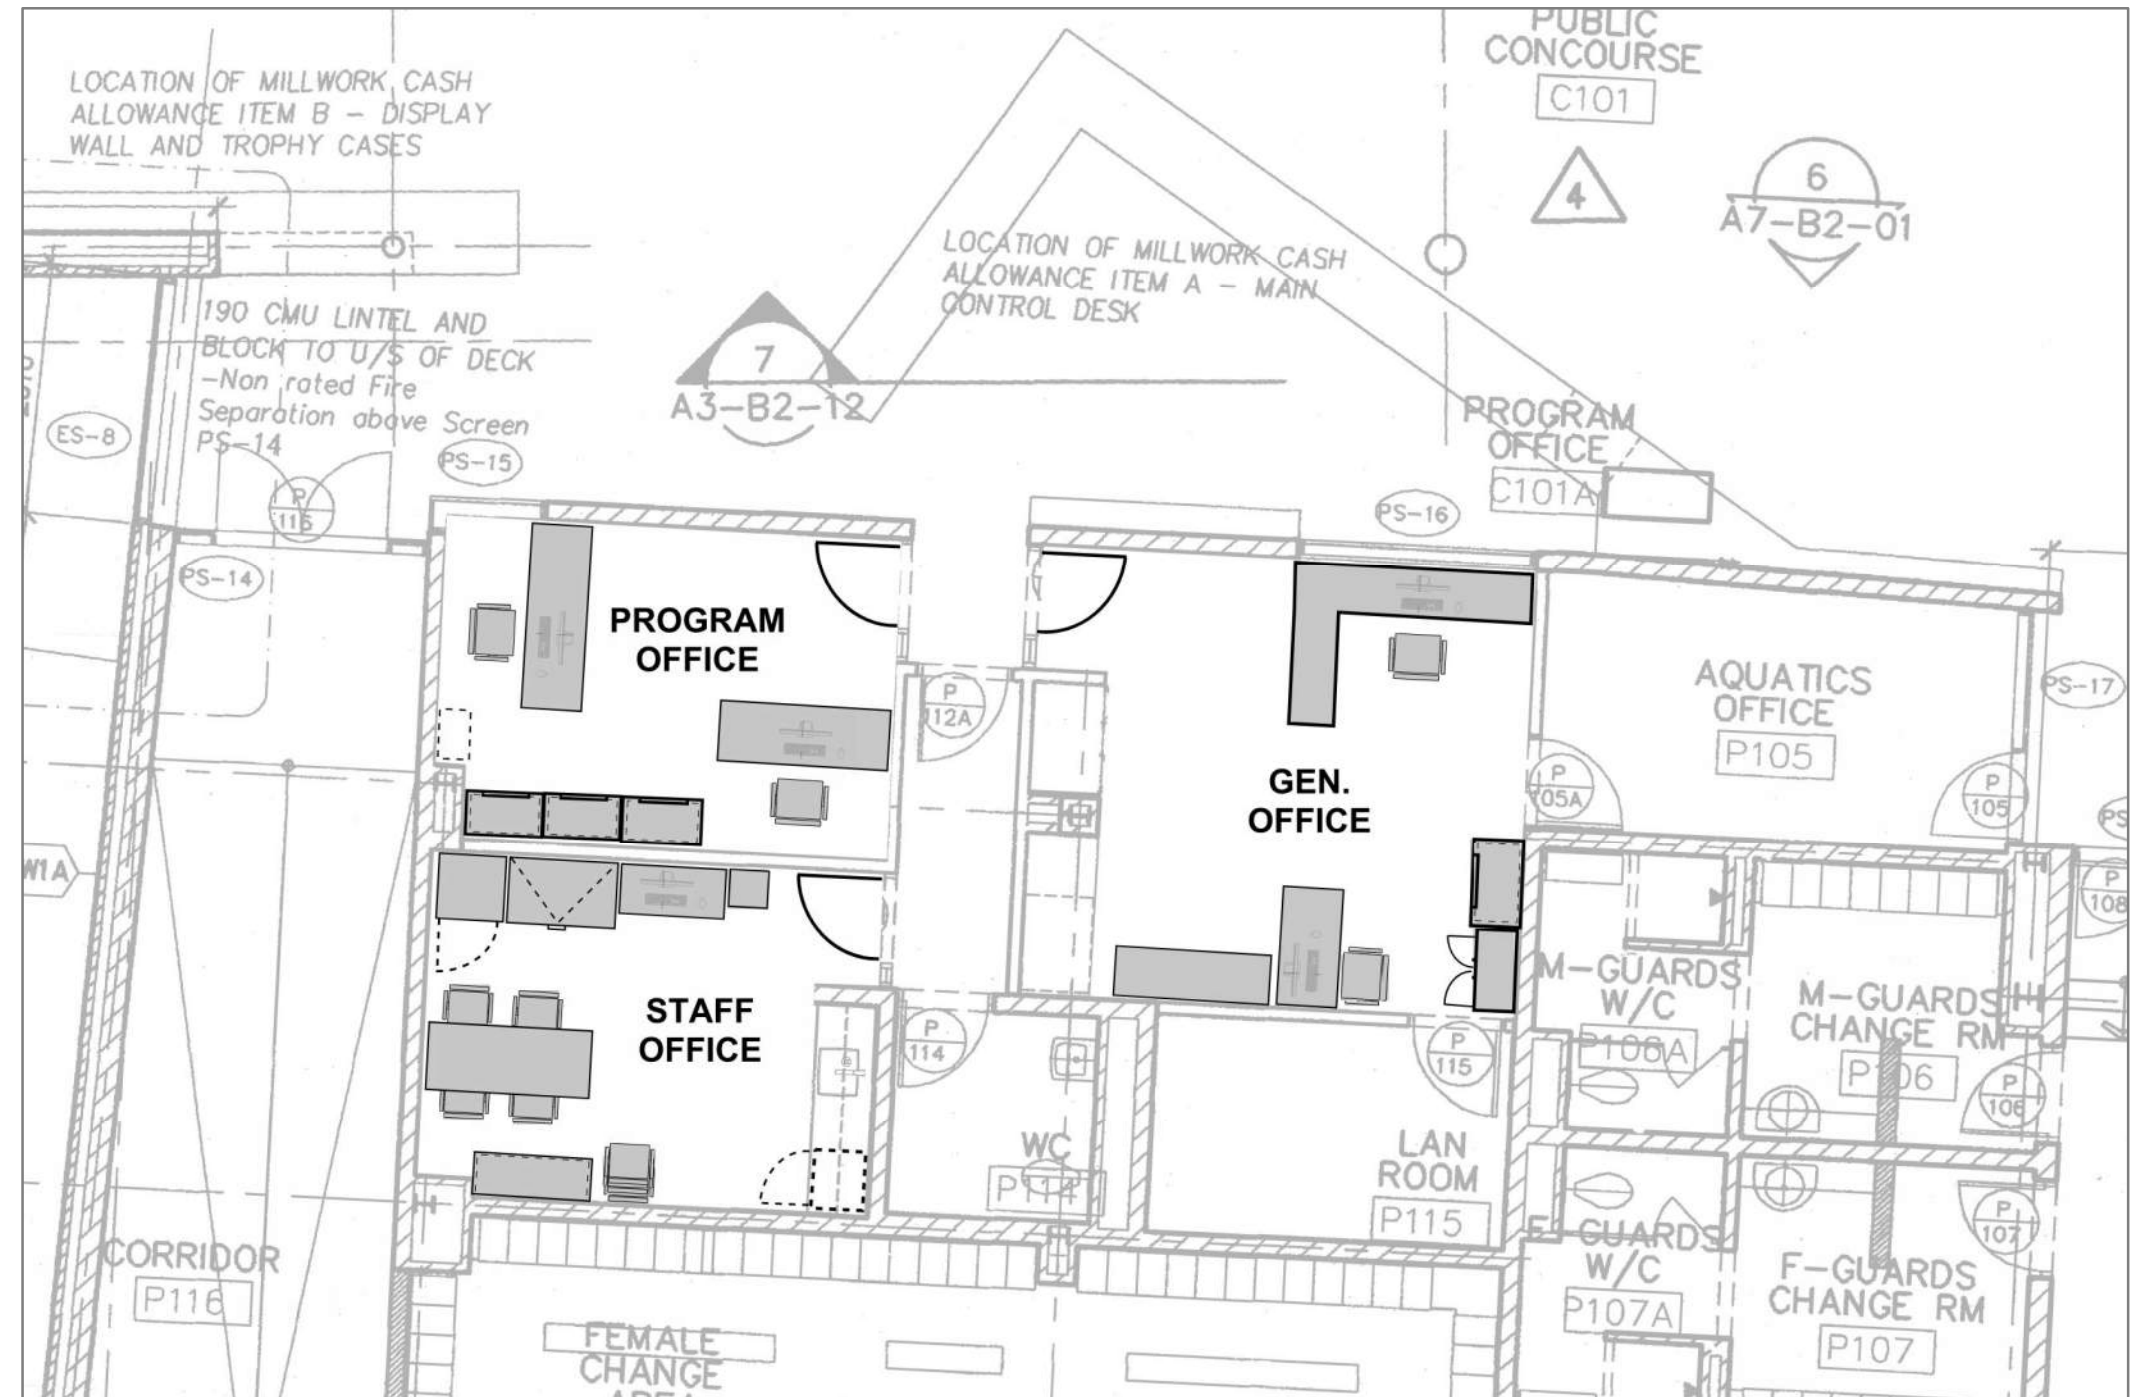 PUBLIC
CONCOURSE
C101
LOCATION OF MILLWORK CASH
ALLOWANCE ITEM B - DISPLAY
WALL AND TROPHY CASES
4
6
A7-B2-01
LOCATION OF MILLWORK CASH
ALLOWANCE ITEM A - MAIN
CONTROL DESK
190 CMU LINTEL AND
BLOCK TO U/S OF DECK
-Non rated Fire
Separation above Screen
PS-14
7
A3-B2-12
ES-8
PS-15
PROGRAM
OFFICE
C101A
P
116
PS-16
PS-14
PROGRAM
OFFICE
AQUATICS
OFFICE
P105
PS-17
P
112A
GEN.
OFFICE
P
105A
P
105
PS
W1A
P
108
STAFF
OFFICE
M-GUARDS
W/C
P106A
M-GUARDS
CHANGE RM
P106
P
114
P
115
P
106
WC
P114
LAN
ROOM
P115
P
107
CORRIDOR
P116
F-GUARDS
W/C
P107A
F-GUARDS
CHANGE RM
P107
FEMALE
CHANGE
AREA